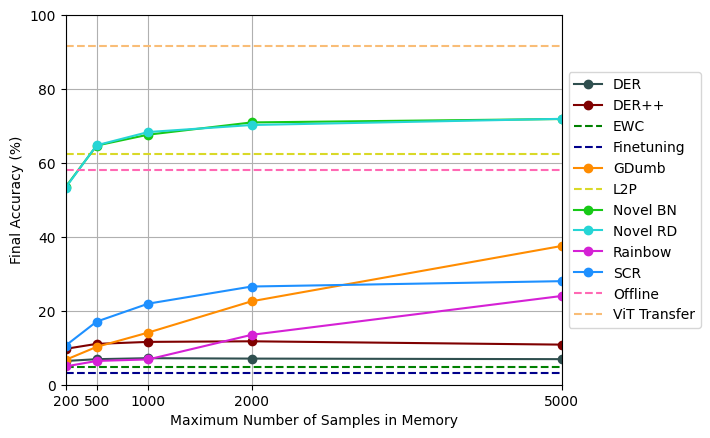 100
80
60
40
20
0
Final Accuracy (%)
200 500 1000 2000 5000
Maximum Number of Samples in Memory
DER
DER++
EWC
Finetuning
GDumb
L2P
Novel BN
Novel RD
Rainbow
SCR
Offline
ViT Transfer